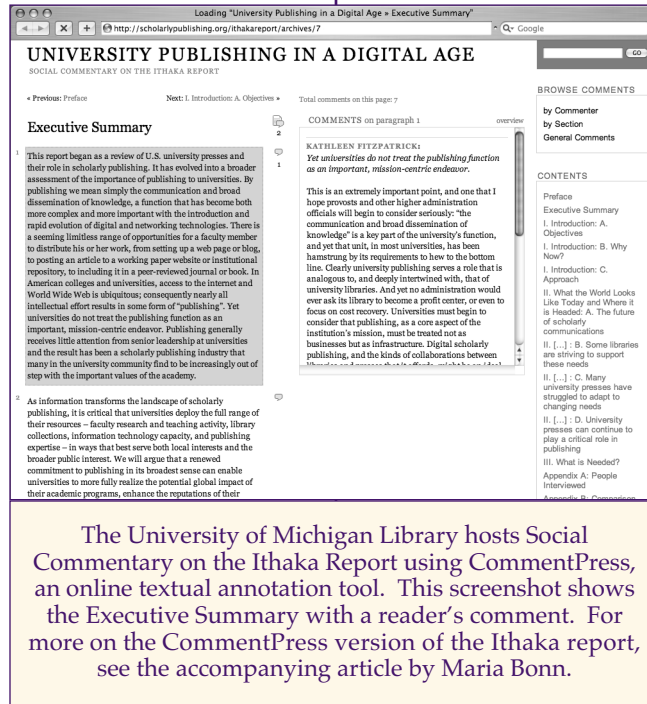 Loading “University Publishing in a Digital Age » Executive Summary”
http://scholarlypublishing.org/ithakareport/archives/7
Google
UNIVERSITY PUBLISHING IN A DIGITAL AGE
SOCIAL COMMENTARY ON THE ITHAKA REPORT
GO
« Previous: Preface
Next: I. Introduction: A. Objectives »
Executive Summary
2
1
1
This report began as a review of U.S. university presses and
their role in scholarly publishing. It has evolved into a broader
assessment of the importance of publishing to universities. By
publishing we mean simply the communication and broad
dissemination of knowledge, a function that has become both
more complex and more important with the introduction and
rapid evolution of digital and networking technologies. There is
a seeming limitless range of opportunities for a faculty member
to distribute his or her work, from setting up a web page or blog,
to posting an article to a working paper website or institutional
repository, to including it in a peer-reviewed journal or book. In
American colleges and universities, access to the internet and
World Wide Web is ubiquitous; consequently nearly all
intellectual effort results in some form of “publishing”. Yet
universities do not treat the publishing function as an
important, mission-centric endeavor. Publishing generally
receives little attention from senior leadership at universities
and the result has been a scholarly publishing industry that
many in the university community find to be increasingly out of
step with the important values of the academy.
2
As information transforms the landscape of scholarly
publishing, it is critical that universities deploy the full range of
their resources – faculty research and teaching activity, library
collections, information technology capacity, and publishing
expertise – in ways that best serve both local interests and the
broader public interest. We will argue that a renewed
commitment to publishing in its broadest sense can enable
universities to more fully realize the potential global impact of
their academic programs, enhance the reputations of their
Total comments on this page: 7
COMMENTS on paragraph 1
overview
KATHLEEN FITZPATRICK:
Yet universities do not treat the publishing function
as an important, mission-centric endeavor.
This is an extremely important point, and one that I
hope provosts and other higher administration
officials will begin to consider seriously: “the
communication and broad dissemination of
knowledge” is a key part of the university’s function,
and yet that unit, in most universities, has been
hamstrung by its requirements to hew to the bottom
line. Clearly university publishing serves a role that is
analogous to, and deeply intertwined with, that of
university libraries. And yet no administration would
ever ask its library to become a profit center, or even to
focus on cost recovery. Universities must begin to
consider that publishing, as a core aspect of the
institution’s mission, must be treated not as
businesses but as infrastructure. Digital scholarly
publishing, and the kinds of collaborations between
BROWSE COMMENTS
by Commenter
by Section
General Comments
CONTENTS
Preface
Executive Summary
I. Introduction: A.
Objectives
I. Introduction: B. Why
Now?
I. Introduction: C.
Approach
II. What the World Looks
Like Today and Where it
is Headed: A. The future
of scholarly
communications
II. [...] : B. Some libraries
are striving to support
these needs
II. [...] : C. Many
university presses have
struggled to adapt to
changing needs
II. [...] : D. University
presses can continue to
play a critical role in
publishing
III. What is Needed?
Appendix A: People
Interviewed
Appendix B: Comparison
The University of Michigan Library hosts Social
Commentary on the Ithaka Report using CommentPress,
an online textual annotation tool. This screenshot shows
the Executive Summary with a reader’s comment. For
more on the CommentPress version of the Ithaka report,
see the accompanying article by Maria Bonn.